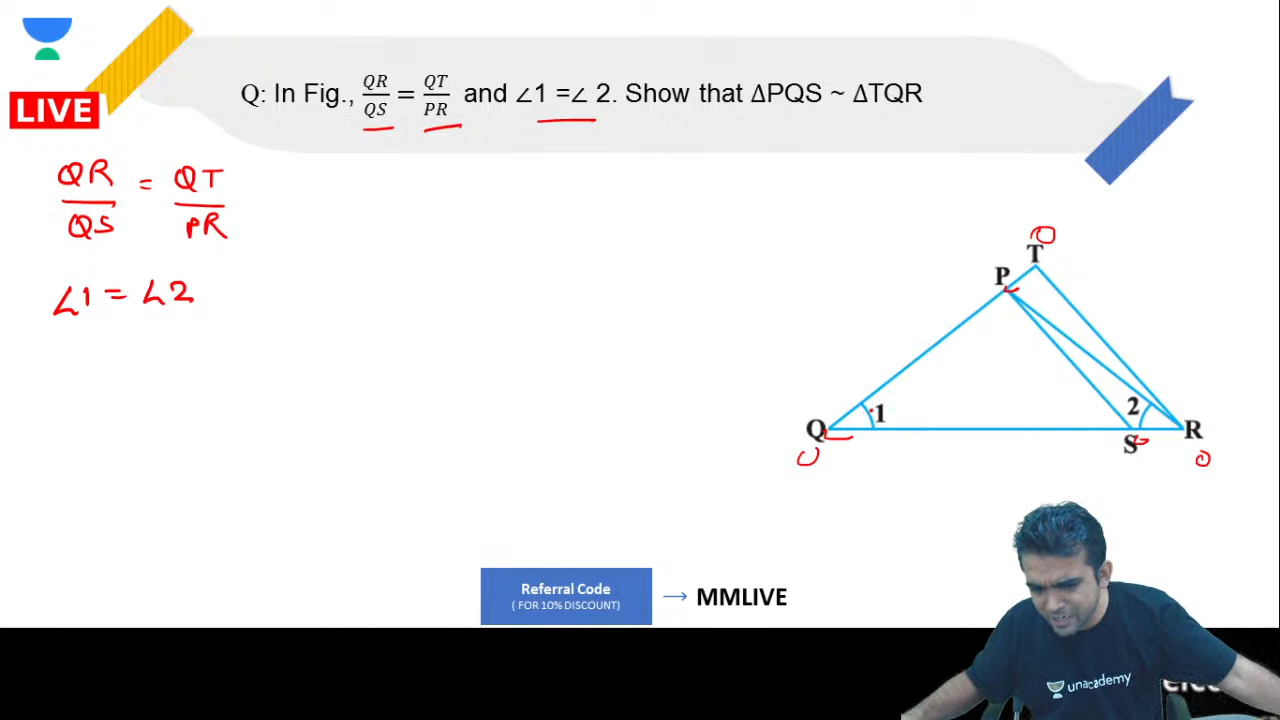 LIVE
Q: In Fig., QR/QS = QT/PR and ∠1 =∠ 2. Show that ΔPQS ~ ΔTQR
QR/QS = QT/PR
∠1 = ∠2
T
P
Q
1
2
S
R
Referral Code
( FOR 10% DISCOUNT)
→ MMLIVE
unacademy